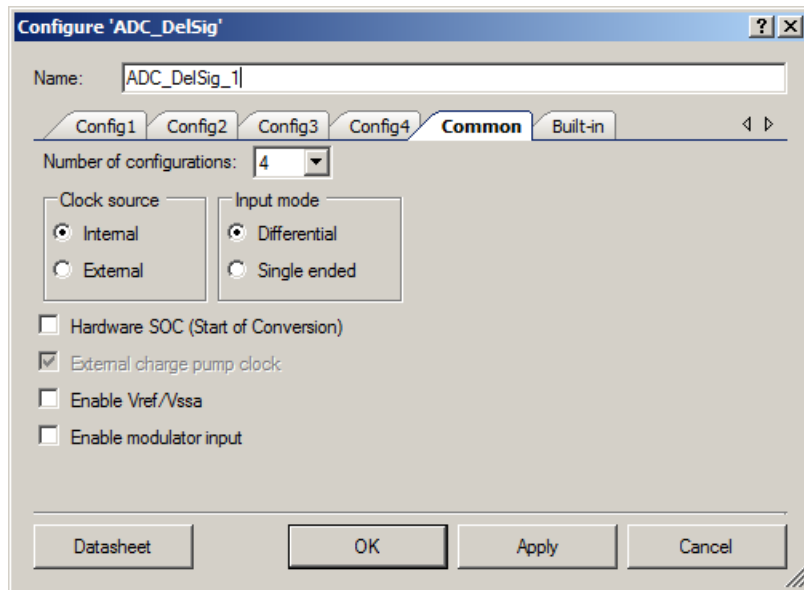 Configure 'ADC_DelSig'
Name: ADC_DelSig_1
Config1 Config2 Config3 Config4 Common Built-in
Number of configurations: 4
Clock source Input mode
Internal Differential
External Single ended
Hardware SOC (Start of Conversion)
External charge pump clock
Enable Vref/Vssa
Enable modulator input
Datasheet OK Apply Cancel